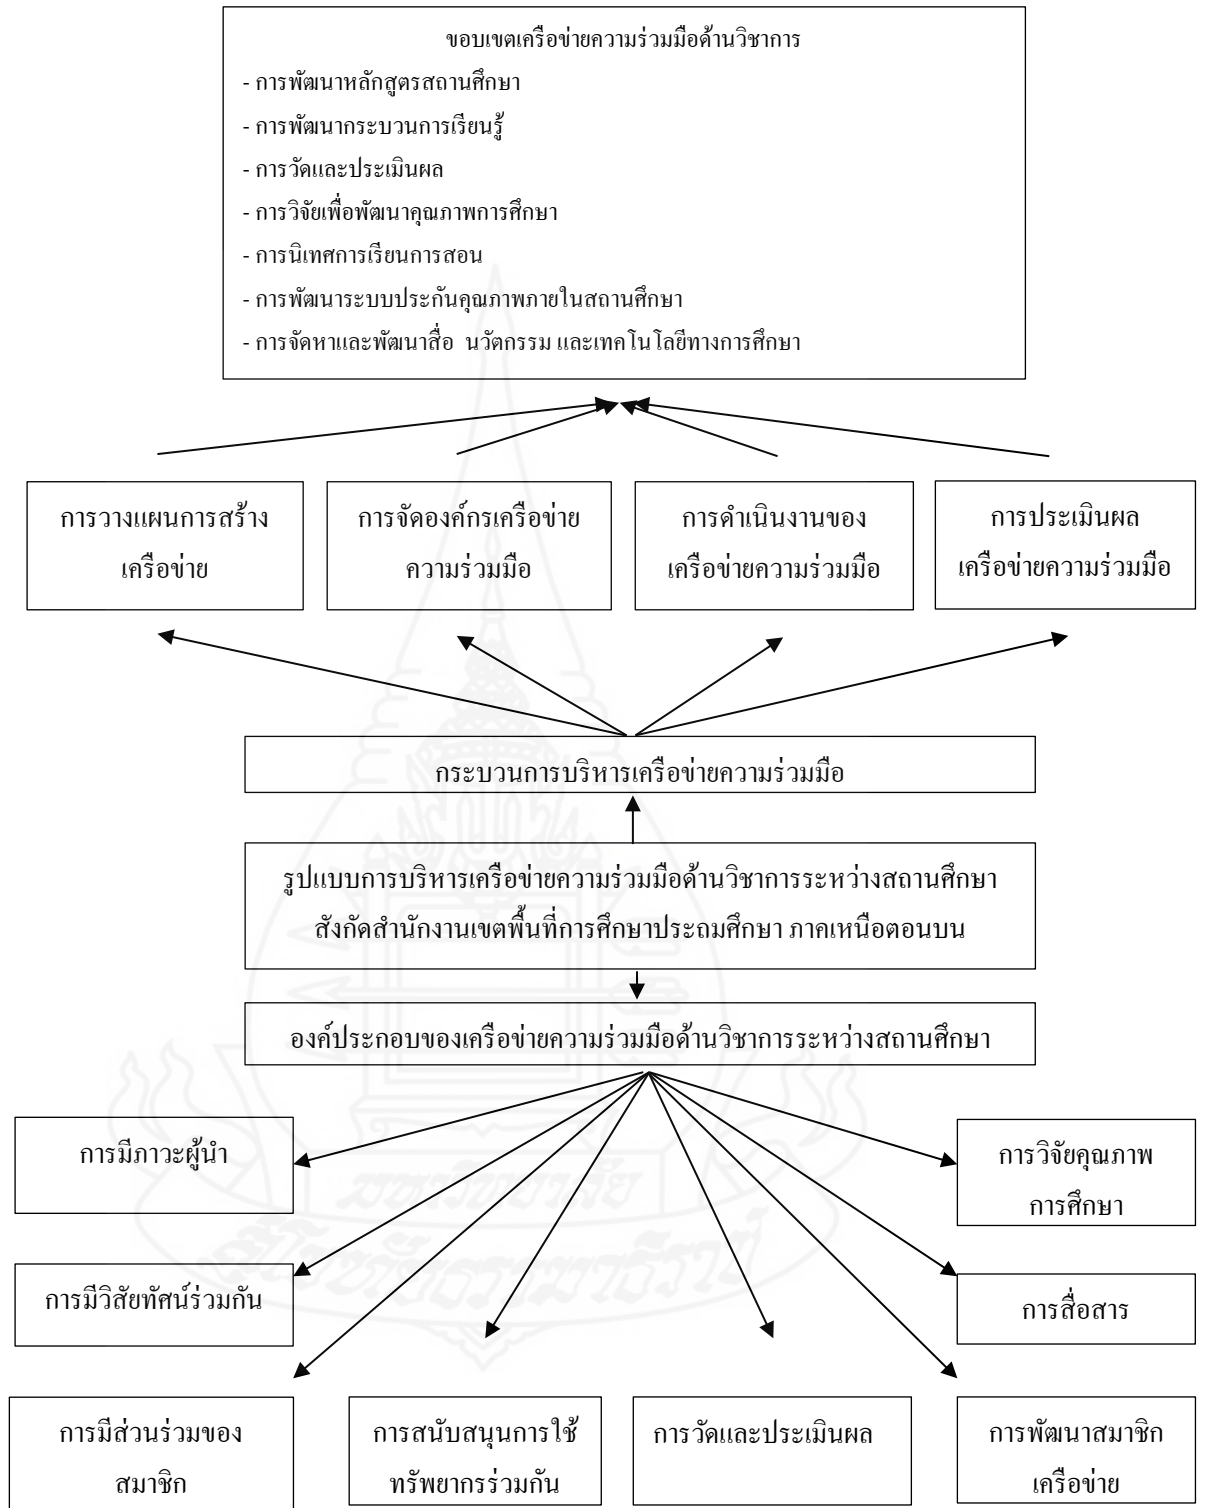 ขอบเขตเครือข่ายความร่วมมือด้านวิชาการ
- การพัฒนาหลักสูตรสถานศึกษา
- การพัฒนากระบวนการเรียนรู้
- การวัดและประเมินผล
- การวิจัยเพื่อพัฒนาคุณภาพการศึกษา
- การนิเทศการเรียนการสอน
- การพัฒนาระบบประกันคุณภาพภายในสถานศึกษา
- การจัดหาและพัฒนาสื่อ นวัตกรรม และเทคโนโลยีทางการศึกษา
การวางแผนการสร้าง
เครือข่าย
การจัดองค์กรเครือข่าย
ความร่วมมือ
การดำเนินงานของ
เครือข่ายความร่วมมือ
การประเมินผล
เครือข่ายความร่วมมือ
กระบวนการบริหารเครือข่ายความร่วมมือ
รูปแบบการบริหารเครือข่ายความร่วมมือด้านวิชาการระหว่างสถานศึกษา
สังกัดสำนักงานเขตพื้นที่การศึกษาประถมศึกษา ภาคเหนือตอนบน
องค์ประกอบของเครือข่ายความร่วมมือด้านวิชาการระหว่างสถานศึกษา
การมีภาวะผู้นำ
การวิจัยคุณภาพ
การศึกษา
การมีวิสัยทัศน์ร่วมกัน
การสื่อสาร
การมีส่วนร่วมของ
สมาชิก
การสนับสนุนการใช้
ทรัพยากรร่วมกัน
การวัดและประเมินผล
การพัฒนาสมาชิก
เครือข่าย
มหาวิทยาลัย
สุโขทัยธรรมาธิราช